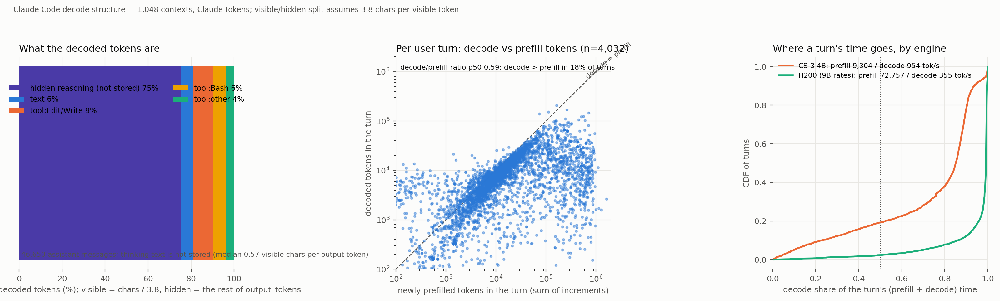 Claude Code decode structure — 1,048 contexts, Claude tokens; visible/hidden split assumes 3.8 chars per visible token
What the decoded tokens are
hidden reasoning (not stored) 75%
text 6%
tool:Edit/Write 9%
tool:Bash 6%
tool:other 4%
46,650 assistant messages; thinking text is not stored (median 0.57 visible chars per output token)
0 20 40 60 80 100
decoded tokens (%); visible = chars / 3.8, hidden = the rest of output_tokens
Per user turn: decode vs prefill tokens (n=4,032)
decode = prefill
decode/prefill ratio p50 0.59; decode > prefill in 18% of turns
decoded tokens in the turn
10^6
10^5
10^4
10^3
10^2
10^2 10^3 10^4 10^5 10^6
newly prefilled tokens in the turn (sum of increments)
Where a turn's time goes, by engine
CS-3 4B: prefill 9,304 / decode 954 tok/s
H200 (9B rates): prefill 72,757 / decode 355 tok/s
CDF of turns
1.0
0.8
0.6
0.4
0.2
0.0
0.0 0.2 0.4 0.6 0.8 1.0
decode share of the turn's (prefill + decode) time